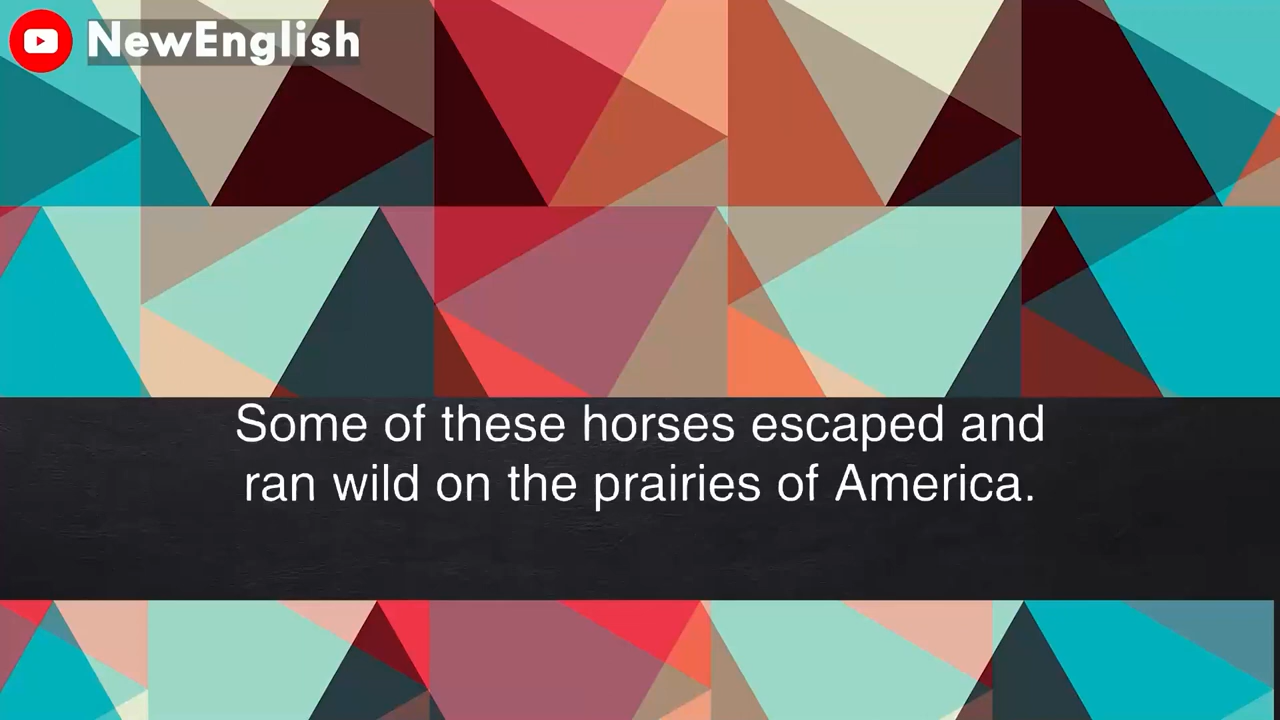 NewEnglish
Some of these horses escaped and
ran wild on the prairies of America.